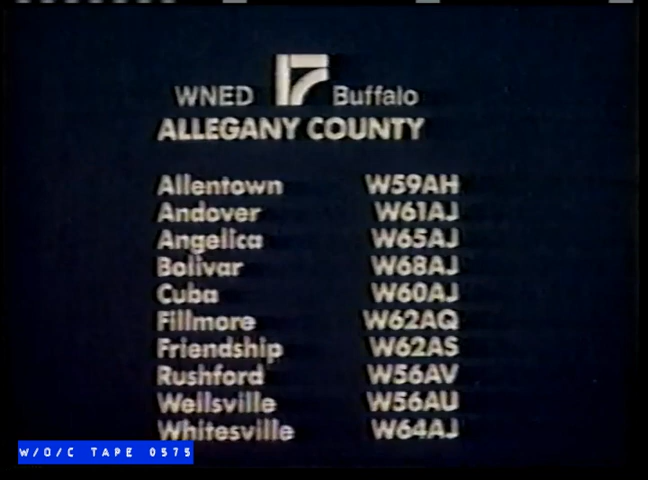 WNED 17 Buffalo
ALLEGANY COUNTY
Allentown W59AH
Andover W61AJ
Angelica W65AJ
Bolivar W68AJ
Cuba W60AJ
Fillmore W62AQ
Friendship W62AS
Rushford W56AV
Wellsville W56AU
Whitesville W64AJ
W/O/C TAPE 0575